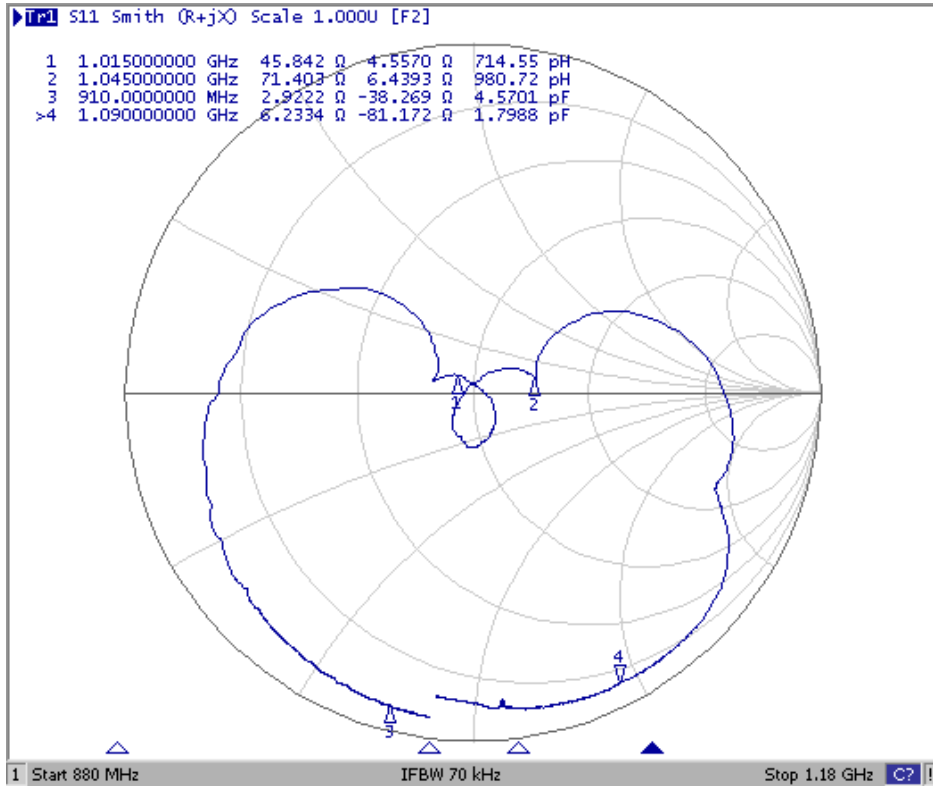 Tr1 S11 Smith (R+jX) Scale 1.000U [F2]
1 1.015000000 GHz 45.842 Ω 4.5570 Ω 714.55 pH
2 1.045000000 GHz 71.403 Ω 6.4393 Ω 980.72 pH
3 910.0000000 MHz 2.9222 Ω -38.269 Ω 4.5701 pF
>4 1.090000000 GHz 6.2334 Ω -81.172 Ω 1.7988 pF
1
2
4
3
1 Start 880 MHz IFBW 70 kHz Stop 1.18 GHz C? !